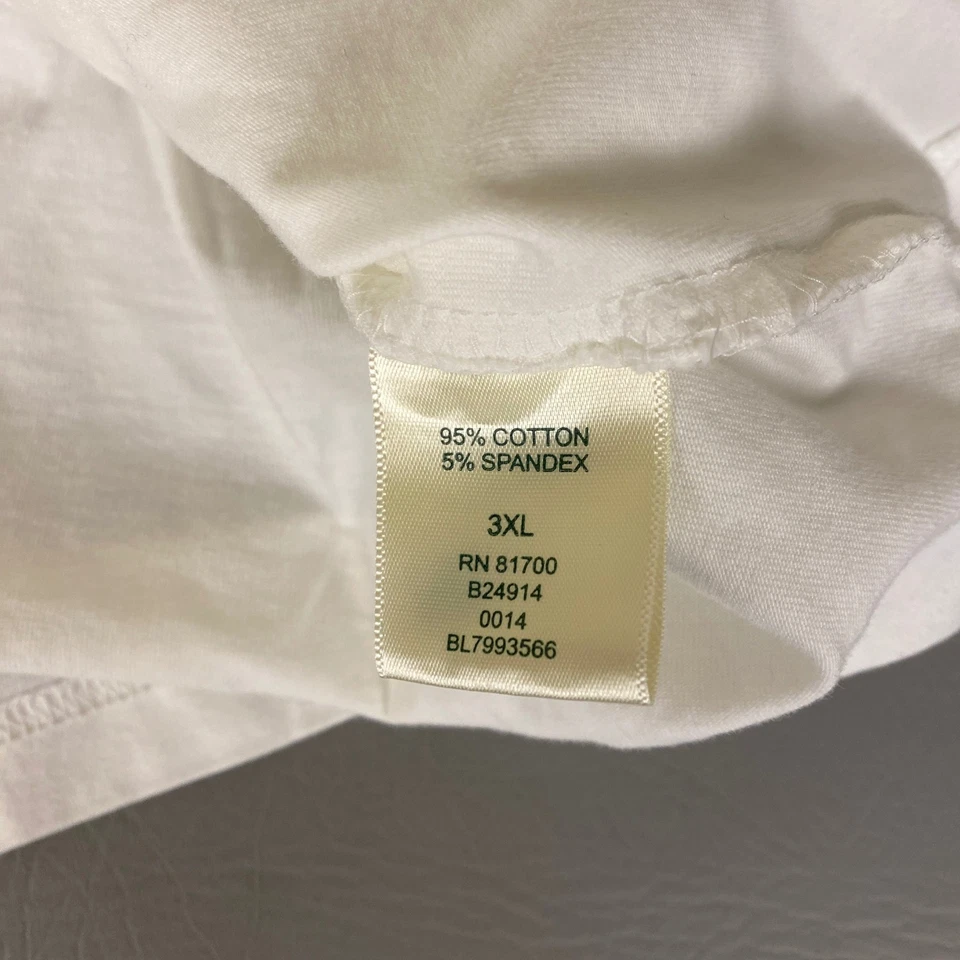 95% COTTON
5% SPANDEX
3XL
RN 81700
B24914
0014
BL7993566